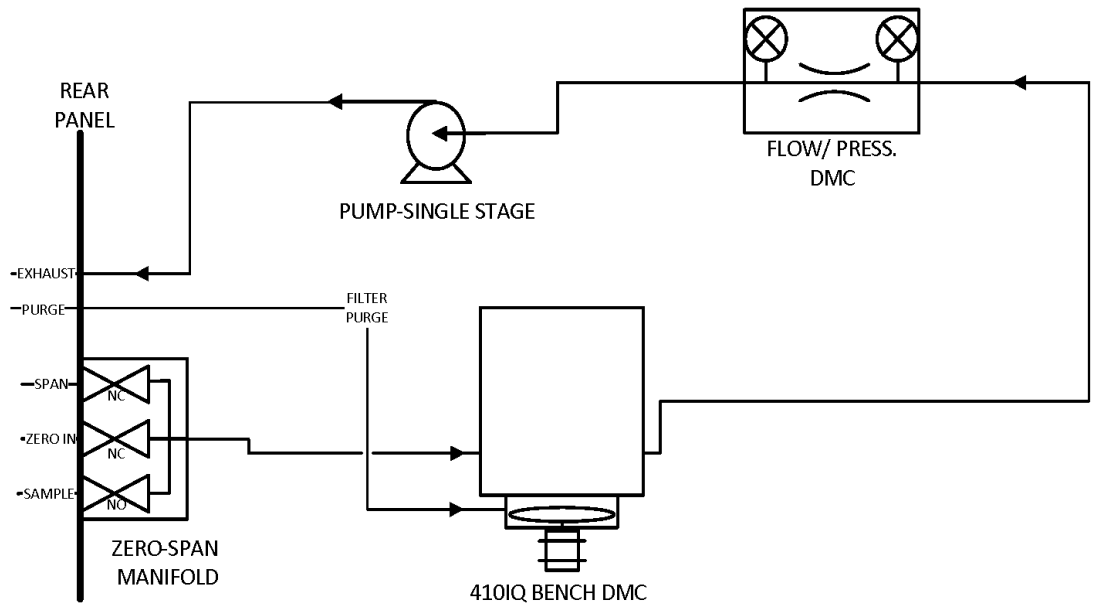 REAR
PANEL
FLOW/ PRESS.
DMC
PUMP-SINGLE STAGE
EXHAUST
PURGE
FILTER
PURGE
SPAN
NC
ZERO IN
NC
SAMPLE
NO
ZERO-SPAN
MANIFOLD
410IQ BENCH DMC